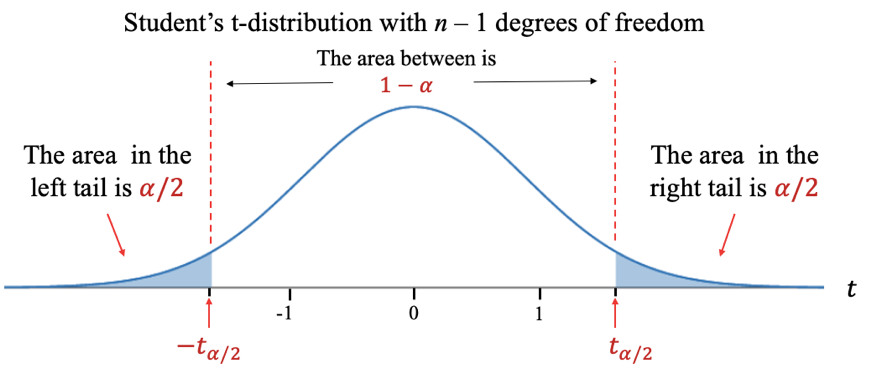 Student’s t-distribution with n – 1 degrees of freedom
The area between is
1 − α
The area in the
left tail is α/2
The area in the
right tail is α/2
-1
0
1
t
−tα/2
tα/2